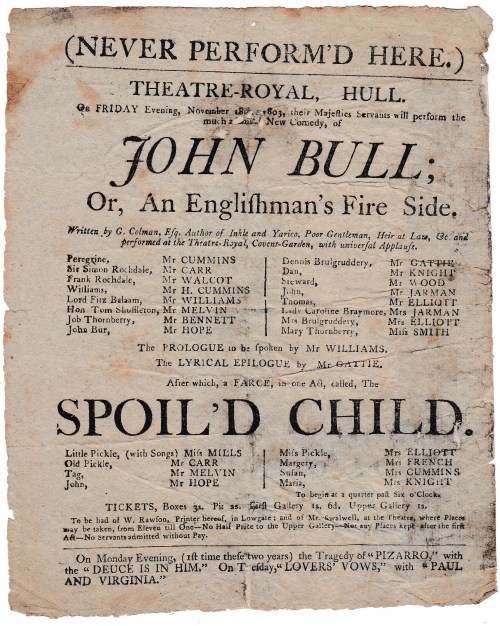 (NEVER PERFORM'D HERE.)
THEATRE-ROYAL, HULL.
On FRIDAY Evening, November 18, 1803, their Majesties Servants will perform the
much New Comedy, of
JOHN BULL;
Or, An Englishman's Fire Side.
Written by G. Colman, Esq. Author of Inkle and Yarico, Poor Gentleman, Heir at Law, &c. and
performed at the Theatre-Royal, Covent-Garden, with universal Applause.
Peregrine, Mr CUMMINS
Sir Simon Rochdale, Mr CARR
Frank Rochdale, Mr WALCOT
Williams, Mr H. CUMMINS
Lord Fitz Balaam, Mr WILLIAMS
Hon Tom Shuffleton, Mr MELVIN
Job Thornberry, Mr BENNETT
John Bur, Mr HOPE
Dennis Brulgruddery, Mr GATTIE
Dan, Mr KNIGHT
Steward, Mr WOOD
John, Mr JARMAN
Thomas, Mr ELLIOTT
Lady Caroline Braymore, Mrs JARMAN
Mrs Brulgruddery, Mrs ELLIOTT
Mary Thornberry, Miss SMITH
The PROLOGUE to be spoken by Mr WILLIAMS.
The LYRICAL EPILOGUE by Mr GATTIE.
After which, a FARCE, in one Act, called, The
SPOIL'D CHILD.
Little Pickle, (with Songs) Miss MILLS
Old Pickle, Mr CARR
Tag, Mr MELVIN
John, Mr HOPE
Miss Pickle, Mrs ELLIOTT
Margery, Mrs FRENCH
Susan, Mrs CUMMINS
Maria, Mrs KNIGHT
To begin at a quarter past Six o'Clock.
TICKETS, Boxes 3s. Pit 2s. First Gallery 1s. 6d. Upper Gallery 1s.
To be had of W. Rawson, Printer hereof, in Lowgate; and of Mr. at the Theatre, where Places
may be taken, from Eleven till One—No Half Price to the Upper Gallery—Not any Places kept after the first
Act—No Servants admitted without Pay.
On Monday Evening, (1st time these two years) the Tragedy of "PIZARRO," with
the "DEUCE IS IN HIM." On T esday, "LOVERS' VOWS," with "PAUL
AND VIRGINIA."